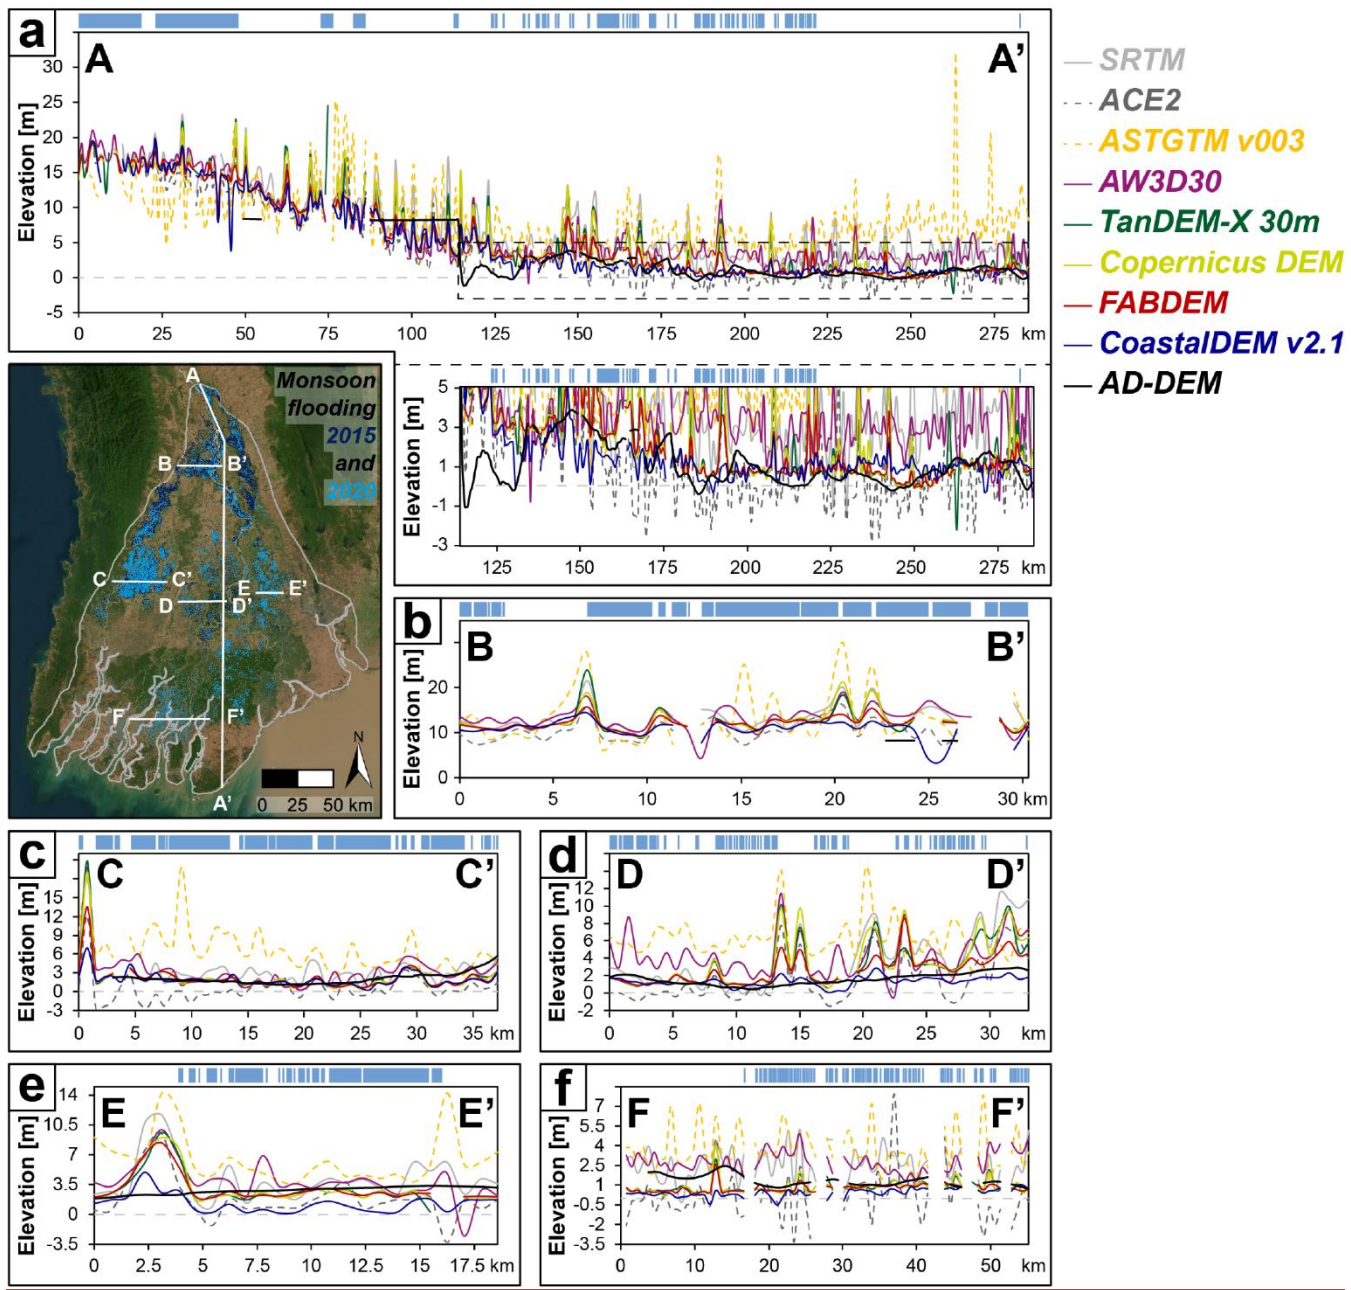 a
A
A'
Elevation [m]
30
25
20
15
10
5
0
-5
0 25 50 75 100 125 150 175 200 225 250 275 km
SRTM
ACE2
ASTGTM v003
AW3D30
TanDEM-X 30m
Copernicus DEM
FABDEM
CoastalDEM v2.1
AD-DEM
Elevation [m]
5
3
1
-1
-3
125 150 175 200 225 250 275 km
Monsoon
flooding
2015
and
2020
A
B B'
C C'
D D'
E E'
F F'
A'
N
0 25 50 km
b
B
B'
Elevation [m]
20
10
0
0 5 10 15 20 25 30 km
c
C
C'
Elevation [m]
15
12
9
6
3
0
-3
0 5 10 15 20 25 30 35 km
d
D
D'
Elevation [m]
12
10
8
6
4
2
0
-2
0 5 10 15 20 25 30 km
e
E
E'
Elevation [m]
14
10.5
7
3.5
0
-3.5
0 2.5 5 7.5 10 12.5 15 17.5 km
f
F
F'
Elevation [m]
7
5.5
4
2.5
1
-0.5
-2
-3.5
0 10 20 30 40 50 km